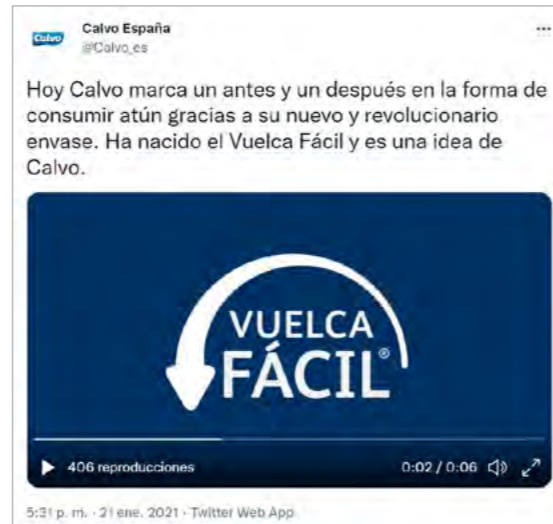 Calvo
Calvo España
@Calvo_es
Hoy Calvo marca un antes y un después en la forma de
consumir atún gracias a su nuevo y revolucionario
envase. Ha nacido el Vuelca Fácil y es una idea de
Calvo.
VUELCA
FÁCIL®
406 reproducciones
0:02 / 0:06
5:31 p. m. · 21 ene. 2021 · Twitter Web App